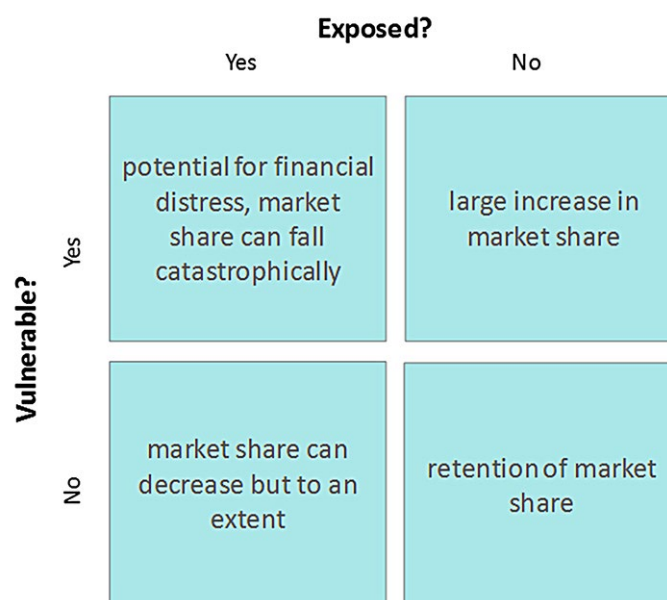 Exposed?
Yes
No
Vulnerable?
Yes
potential for financial
distress, market
share can fall
catastrophically
large increase in
market share
No
market share can
decrease but to an
extent
retention of market
share